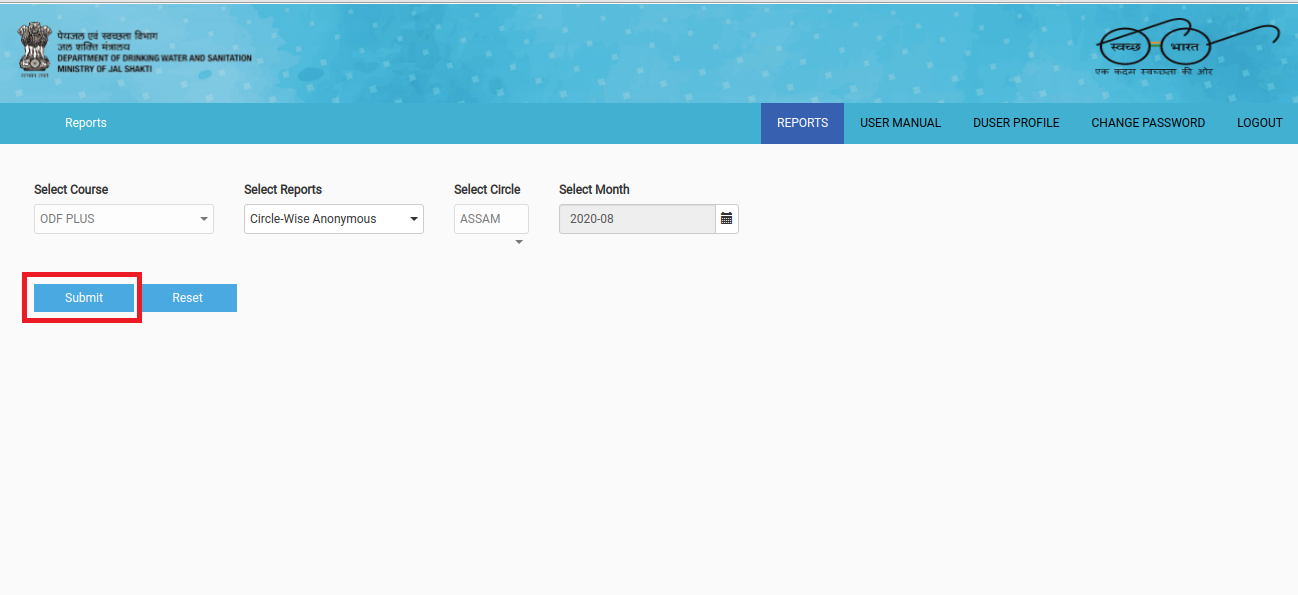 पेयजल एवं स्वच्छता विभाग
जल शक्ति मंत्रालय
DEPARTMENT OF DRINKING WATER AND SANITATION
MINISTRY OF JAL SHAKTI
स्वच्छ भारत
एक कदम स्वच्छता की ओर
Reports
REPORTS
USER MANUAL
DUSER PROFILE
CHANGE PASSWORD
LOGOUT
Select Course
Select Reports
Select Circle
Select Month
ODF PLUS
Circle-Wise Anonymous
ASSAM
2020-08
Submit
Reset